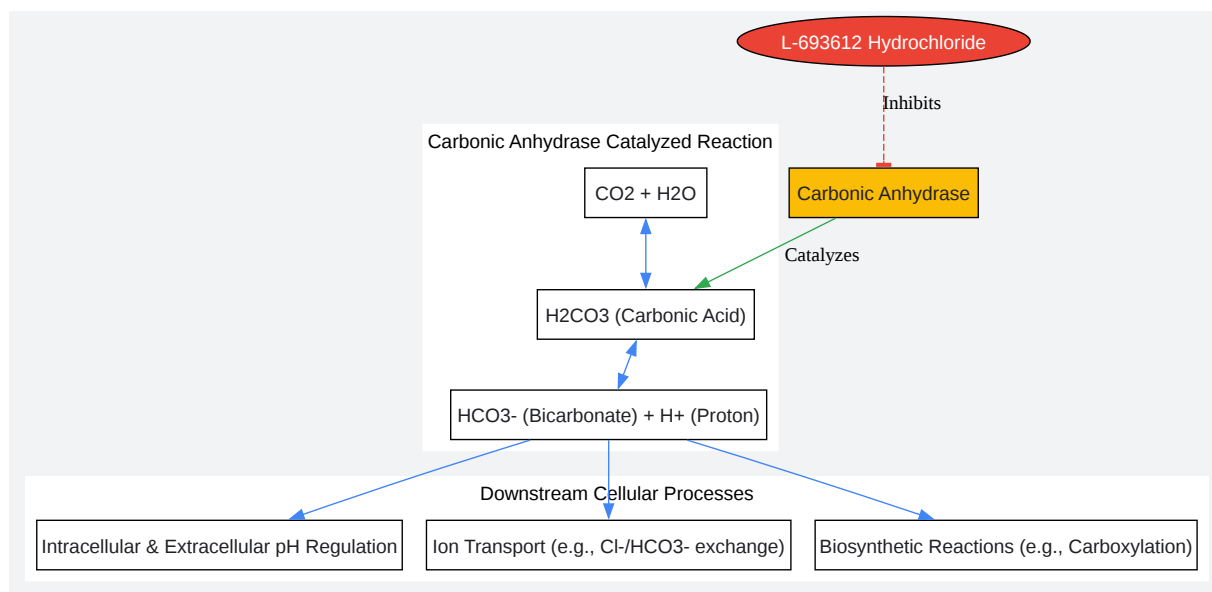 L-693612 Hydrochloride
Inhibits
Carbonic Anhydrase Catalyzed Reaction
CO2 + H2O
Carbonic Anhydrase
Catalyzes
H2CO3 (Carbonic Acid)
HCO3- (Bicarbonate) + H+ (Proton)
Downstream Cellular Processes
Intracellular & Extracellular pH Regulation
Ion Transport (e.g., Cl-/HCO3- exchange)
Biosynthetic Reactions (e.g., Carboxylation)